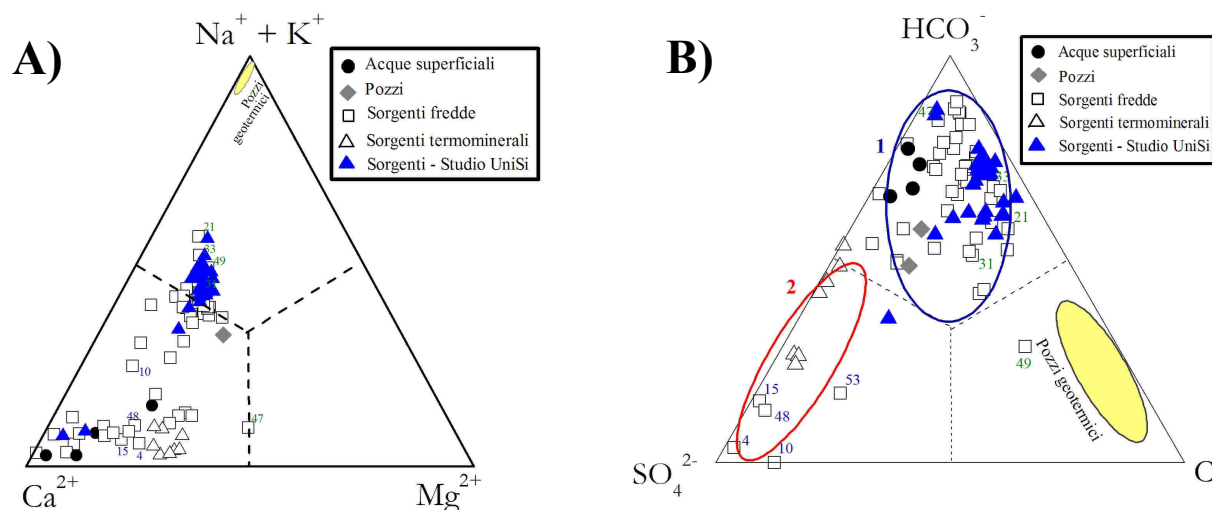 A)
Na⁺ + K⁺
Acque superficiali
Pozzi
Sorgenti fredde
Sorgenti termominerali
Sorgenti - Studio UniSi
Pozzi
geotermici
21
33
49
10
48
47
15
4
Ca²⁺
Mg²⁺
B)
HCO₃⁻
Acque superficiali
Pozzi
Sorgenti fredde
Sorgenti termominerali
Sorgenti - Studio UniSi
47
1
33
21
31
2
49
Pozzi geotermici
15
53
48
4
10
SO₄²⁻
C